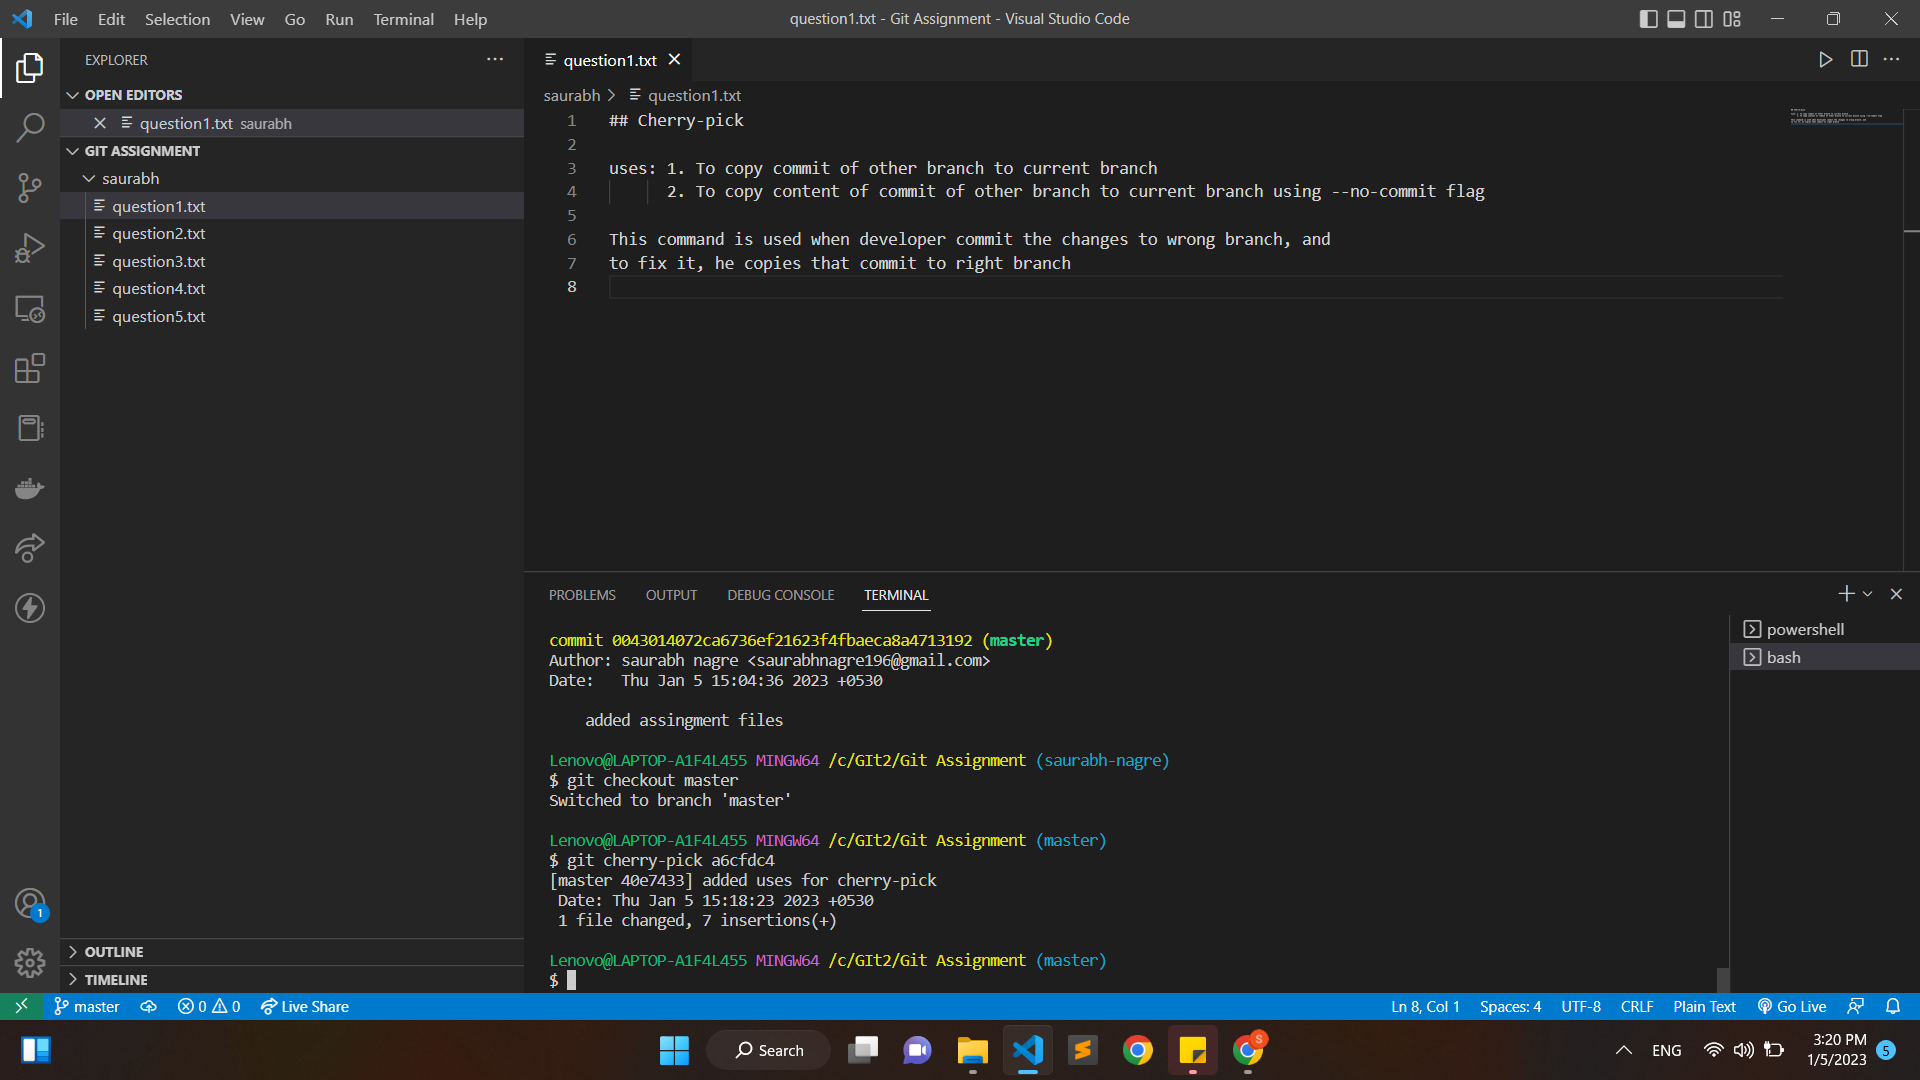 File Edit Selection View Go Run Terminal Help
question1.txt - Git Assignment - Visual Studio Code
EXPLORER
OPEN EDITORS
question1.txt saurabh
GIT ASSIGNMENT
saurabh
question1.txt
question2.txt
question3.txt
question4.txt
question5.txt
OUTLINE
TIMELINE
question1.txt
saurabh > question1.txt
1 ## Cherry-pick
2
3 uses: 1. To copy commit of other branch to current branch
4 2. To copy content of commit of other branch to current branch using --no-commit flag
5
6 This command is used when developer commit the changes to wrong branch, and
7 to fix it, he copies that commit to right branch
8
PROBLEMS OUTPUT DEBUG CONSOLE TERMINAL
commit 0043014072ca6736ef21623f4fbaeca8a4713192 (master)
Author: saurabh nagre <saurabhnagre196@gmail.com>
Date:   Thu Jan 5 15:04:36 2023 +0530
added assingment files
Lenovo@LAPTOP-A1F4L455 MINGW64 /c/GIt2/Git Assignment (saurabh-nagre)
$ git checkout master
Switched to branch 'master'
Lenovo@LAPTOP-A1F4L455 MINGW64 /c/GIt2/Git Assignment (master)
$ git cherry-pick a6cfdc4
[master 40e7433] added uses for cherry-pick
Date: Thu Jan 5 15:18:23 2023 +0530
1 file changed, 7 insertions(+)
Lenovo@LAPTOP-A1F4L455 MINGW64 /c/GIt2/Git Assignment (master)
$
powershell
bash
1
master 0 0 Live Share
Ln 8, Col 1 Spaces: 4 UTF-8 CRLF Plain Text Go Live
Search
S
ENG
3:20 PM
1/5/2023
5